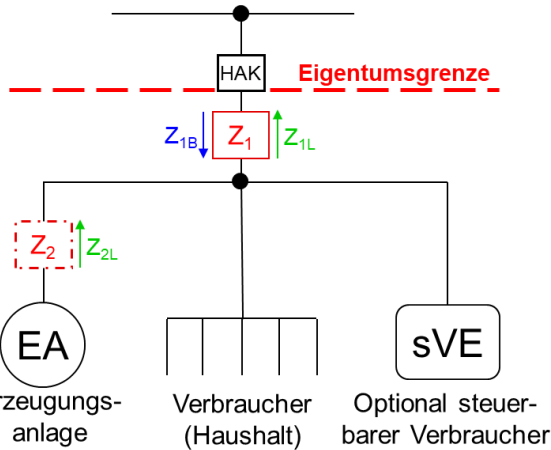 HAK
Eigentumsgrenze
Z1B
Z1
Z1L
Z2
Z2L
EA
sVE
rzeugungs-
anlage
Verbraucher
(Haushalt)
Optional steuer-
barer Verbraucher